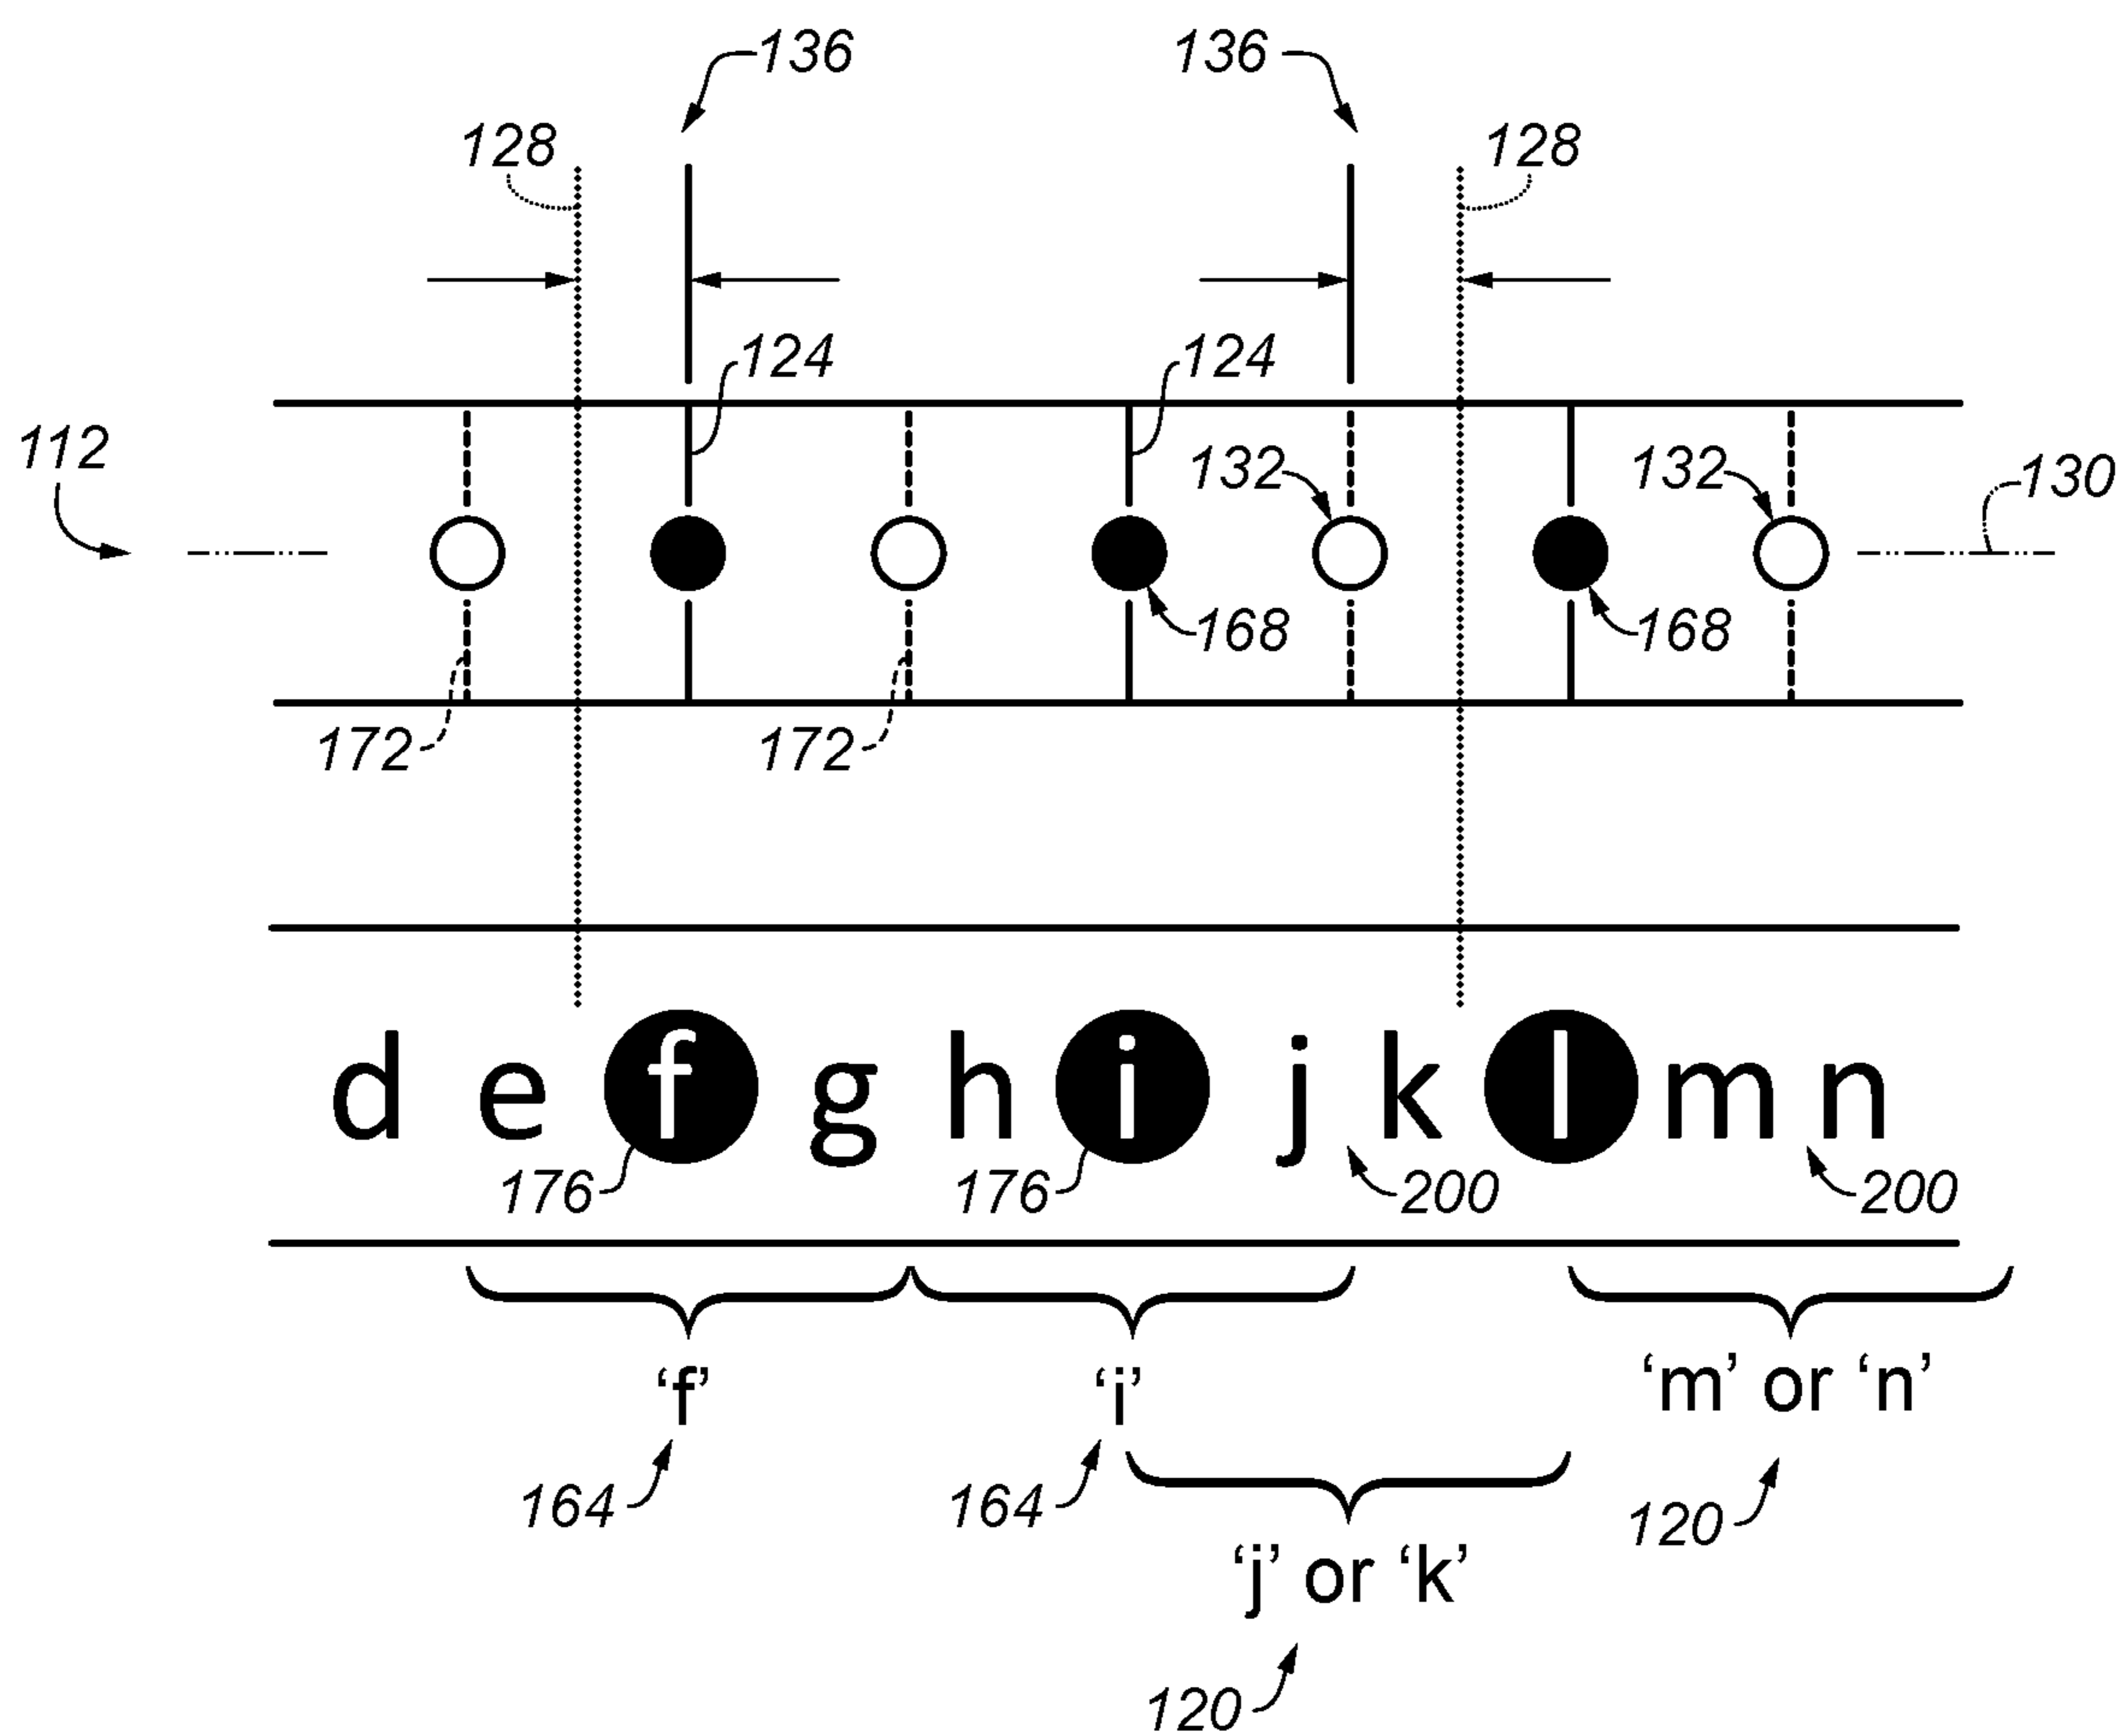 136 136
128 128
124 124
112 132 132 130
168 168
172 172
d e f g h i j k l m n
176 176 200 200
‘f’ ‘i’ ‘m’ or ‘n’
164 164 120
‘j’ or ‘k’
120